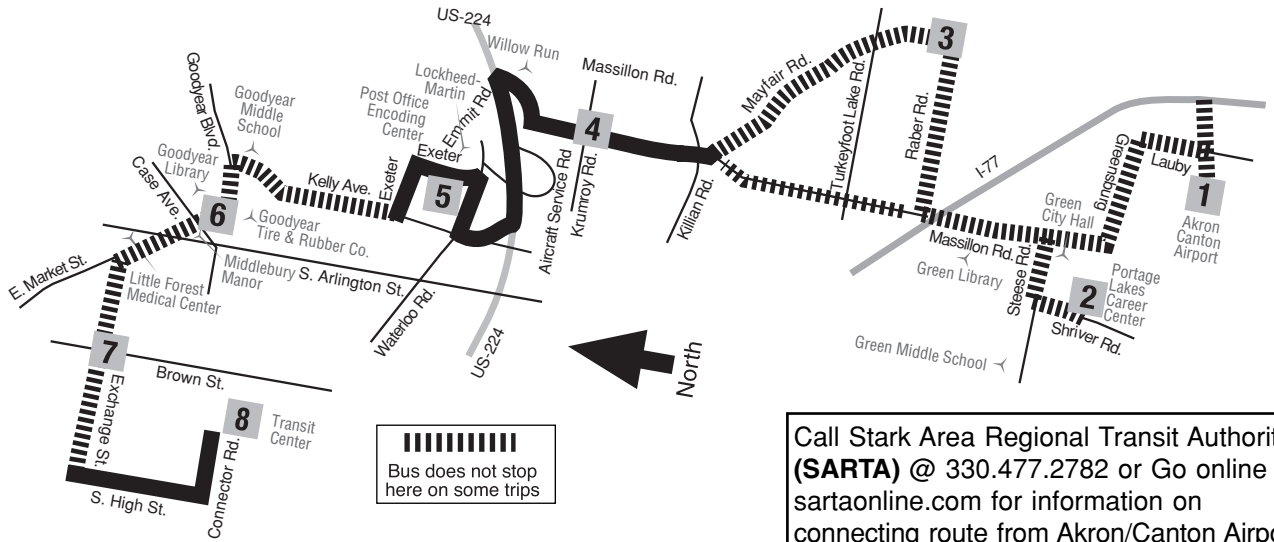 US-224
Willow Run
Lockheed-
Martin
Post Office
Encoding
Center
Emmit Rd.
Massillon Rd.
Mayfair Rd.
Turkeyfoot Lake Rd.
3
Raber Rd.
Goodyear Blvd.
Goodyear
Middle
School
Goodyear
Library
Case Ave.
Kelly Ave.
Exeter
Exeter
5
4
Aircraft Service Rd
Krumroy Rd.
Killian Rd.
I-77
Greensburg
Lauby
1
Akron
Canton
Airport
6
Goodyear
Tire & Rubber Co.
Middlebury
Manor
S. Arlington St.
E. Market St.
Little Forest
Medical Center
Waterloo Rd.
US-224
Massillon Rd.
Green Library
Green
City Hall
Steese Rd.
2
Portage
Lakes
Career
Center
Shriver Rd.
Green Middle School
North
7
Brown St.
Exchange St.
8
Transit
Center
Connector Rd.
S. High St.
Bus does not stop
here on some trips
Call Stark Area Regional Transit
(SARTA) @ 330.477.2782 or Go online
sartaonline.com for information on
connecting route from Akron/Canton